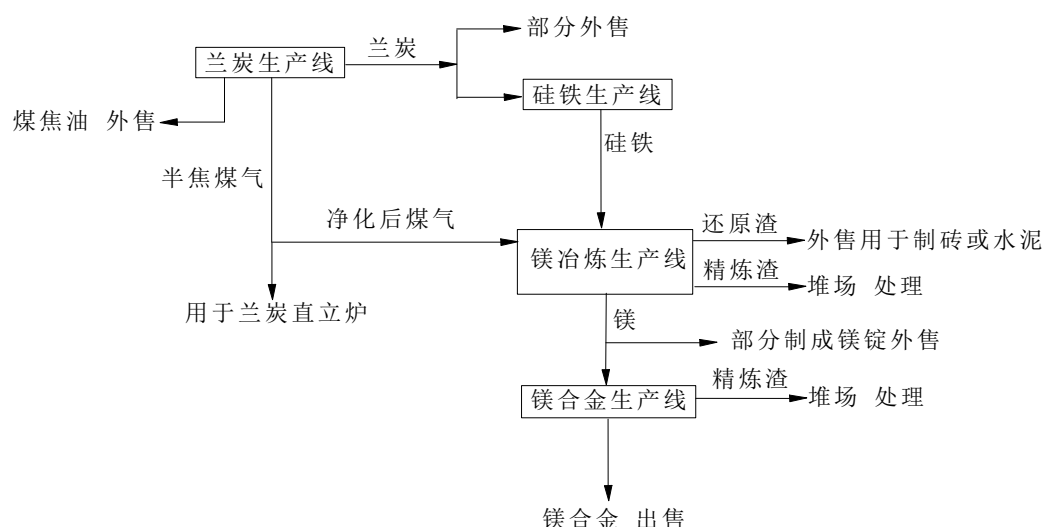 部分外售
兰炭
兰炭生产线
硅铁生产线
煤焦油 外售
硅铁
半焦煤气
净化后煤气
还原渣
外售用于制砖或水泥
镁冶炼生产线
精炼渣
堆场 处理
用于兰炭直立炉
镁
部分制成镁锭外售
精炼渣
镁合金生产线
堆场 处理
镁合金 出售